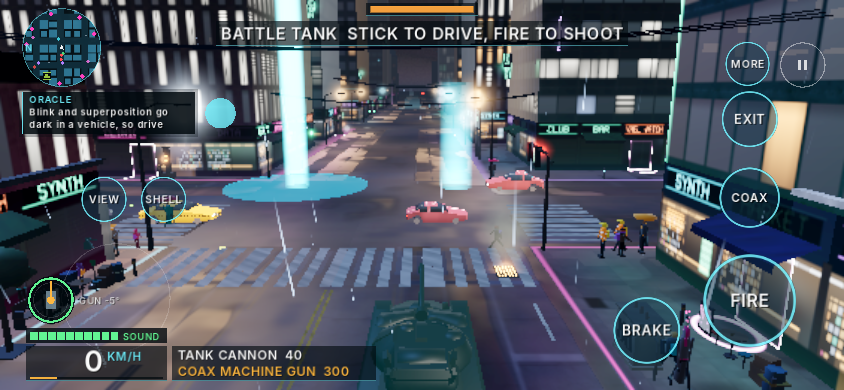 BATTLE TANK STICK TO DRIVE, FIRE TO SHOOT
MORE
N
ORACLE
Blink and superposition go
dark in a vehicle, so drive
EXIT
CLUB
BAR
SYNTH
SYNTH
VIEW
SHELL
COAX
GUN -5°
FIRE
BRAKE
SOUND
0 KM/H
TANK CANNON 40
COAX MACHINE GUN 300